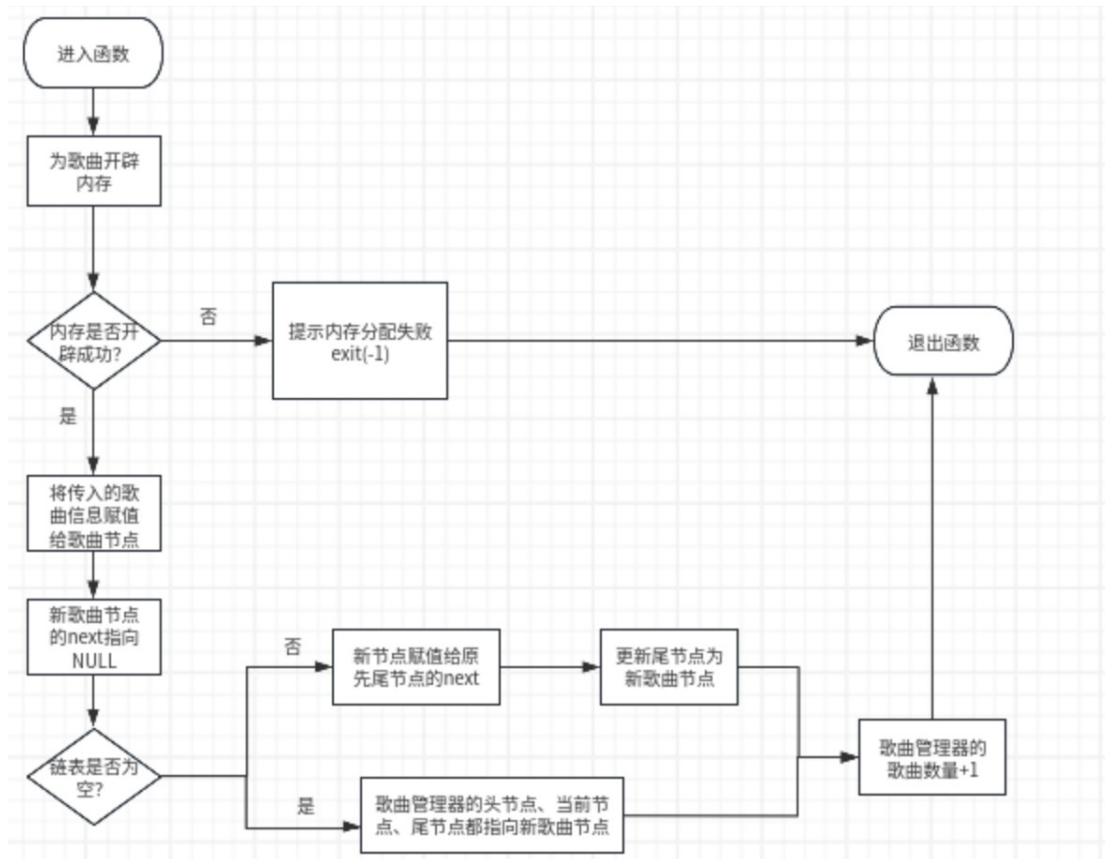 进入函数
为歌曲开辟
内存
内存是否开
辟成功？
否
提示内存分配失败
exit(-1)
退出函数
是
将传入的歌
曲信息赋值
给歌曲节点
新歌曲节点
的next指向
NULL
链表是否为
空？
否
新节点赋值给原
先尾节点的next
更新尾节点为
新歌曲节点
是
歌曲管理器的头节点、当前节
点、尾节点都指向新歌曲节点
歌曲管理器的
歌曲数量+1